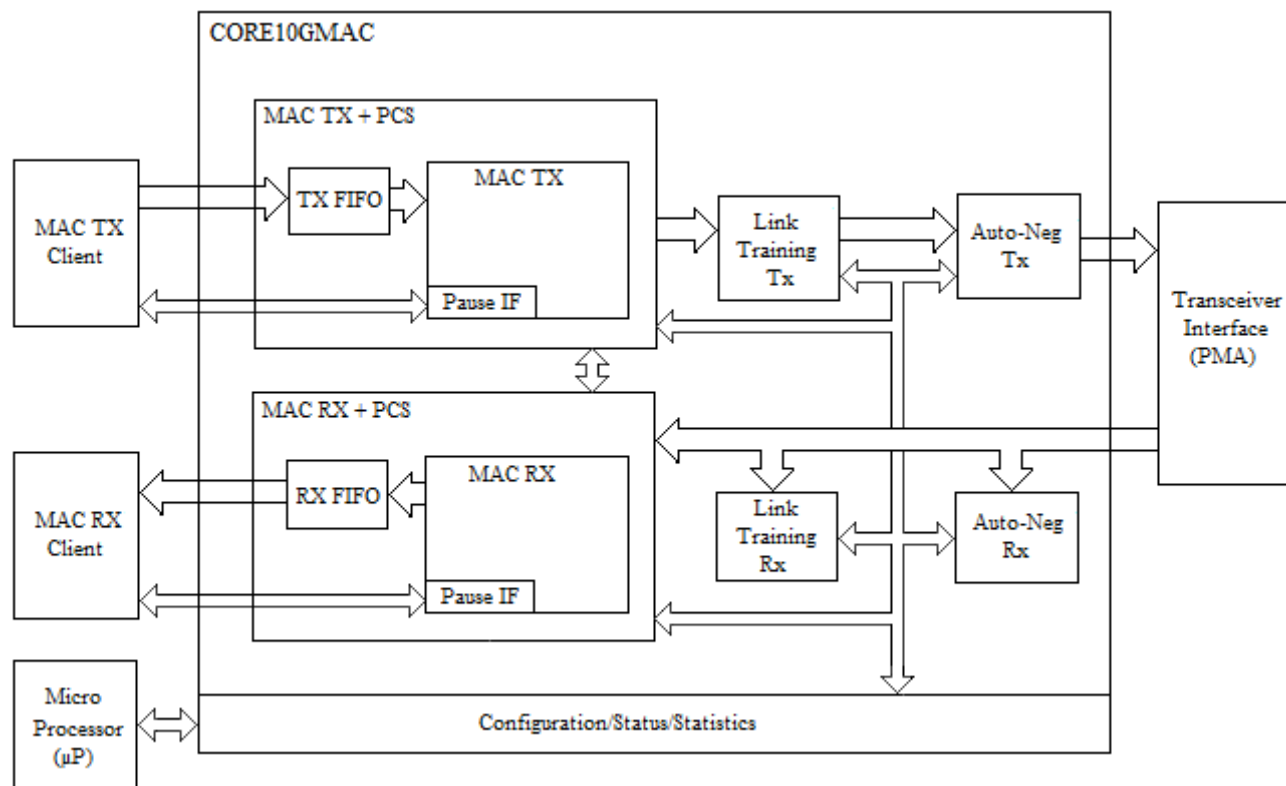 CORE10GMAC
MAC TX + PCS
MAC TX
Client
TX FIFO
MAC TX
Pause IF
Link
Training
Tx
Auto-Neg
Tx
Transceiver
Interface
(PMA)
MAC RX + PCS
MAC RX
Client
RX FIFO
MAC RX
Pause IF
Link
Training
Rx
Auto-Neg
Rx
Micro
Processor
(µP)
Configuration/Status/Statistics